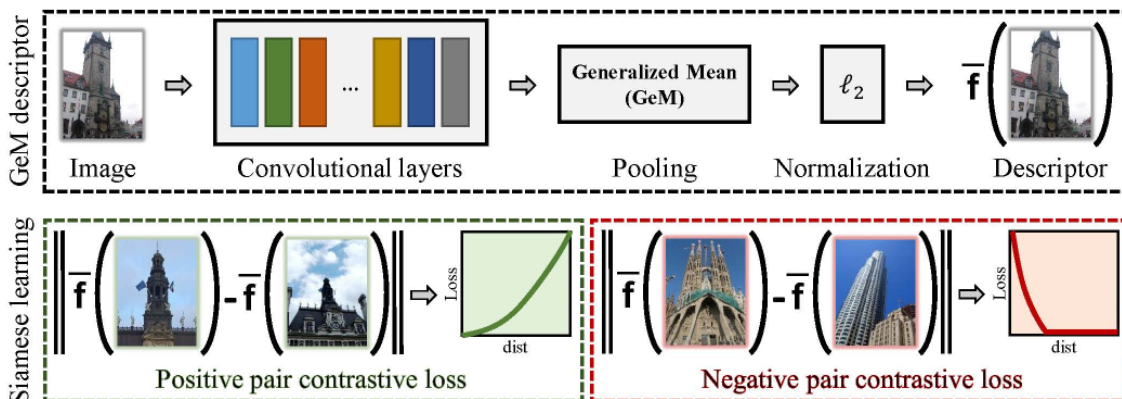 GeM descriptor
...
Generalized Mean
(GeM)
ℓ2
f̄
Image
Convolutional layers
Pooling
Normalization
Descriptor
Siamese learning
‖ f̄ ( ) - f̄ ( ) ‖
Loss
dist
Positive pair contrastive loss
‖ f̄ ( ) - f̄ ( ) ‖
Loss
dist
Negative pair contrastive loss